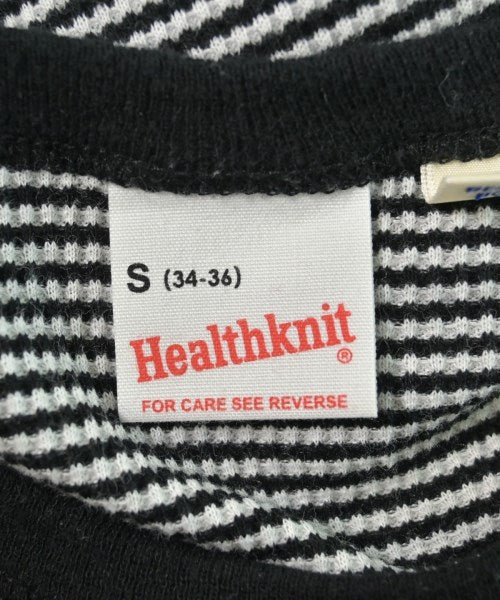 S (34-36)
Healthknit®
FOR CARE SEE REVERSE